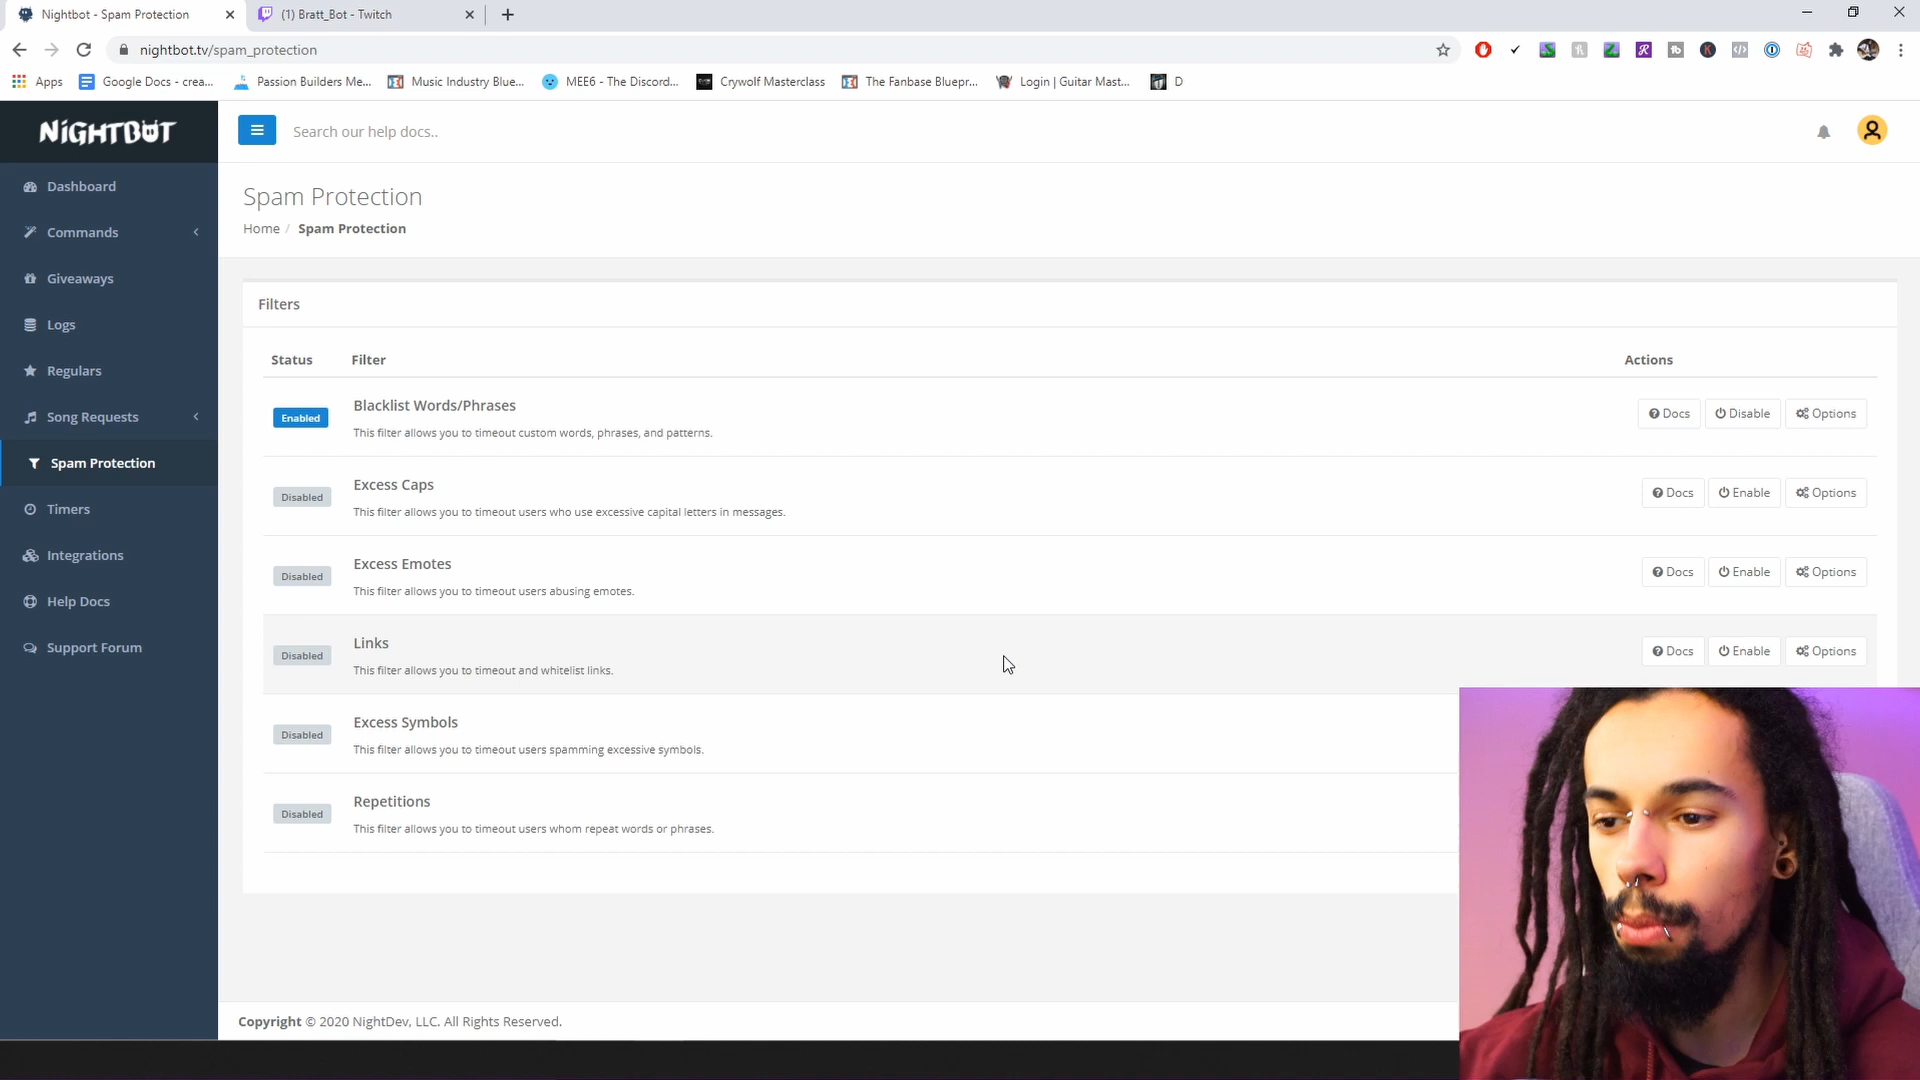 Nightbot - Spam Protection
(1) Bratt_Bot - Twitch
nightbot.tv/spam_protection
Apps
Google Docs - crea...
Passion Builders Me...
Music Industry Blue...
MEE6 - The Discord...
Crywolf Masterclass
The Fanbase Bluepr...
Login | Guitar Mast...
D
NiGHTBOT
Search our help docs..
Dashboard
Commands
Giveaways
Logs
Regulars
Song Requests
Spam Protection
Timers
Integrations
Help Docs
Support Forum
Spam Protection
Home / Spam Protection
Filters
Status Filter Actions
Enabled Blacklist Words/Phrases Docs Disable Options
This filter allows you to timeout custom words, phrases, and patterns.
Disabled Excess Caps Docs Enable Options
This filter allows you to timeout users who use excessive capital letters in messages.
Disabled Excess Emotes Docs Enable Options
This filter allows you to timeout users abusing emotes.
Disabled Links Docs Enable Options
This filter allows you to timeout and whitelist links.
Disabled Excess Symbols
This filter allows you to timeout users spamming excessive symbols.
Disabled Repetitions
This filter allows you to timeout users whom repeat words or phrases.
Copyright © 2020 NightDev, LLC. All Rights Reserved.